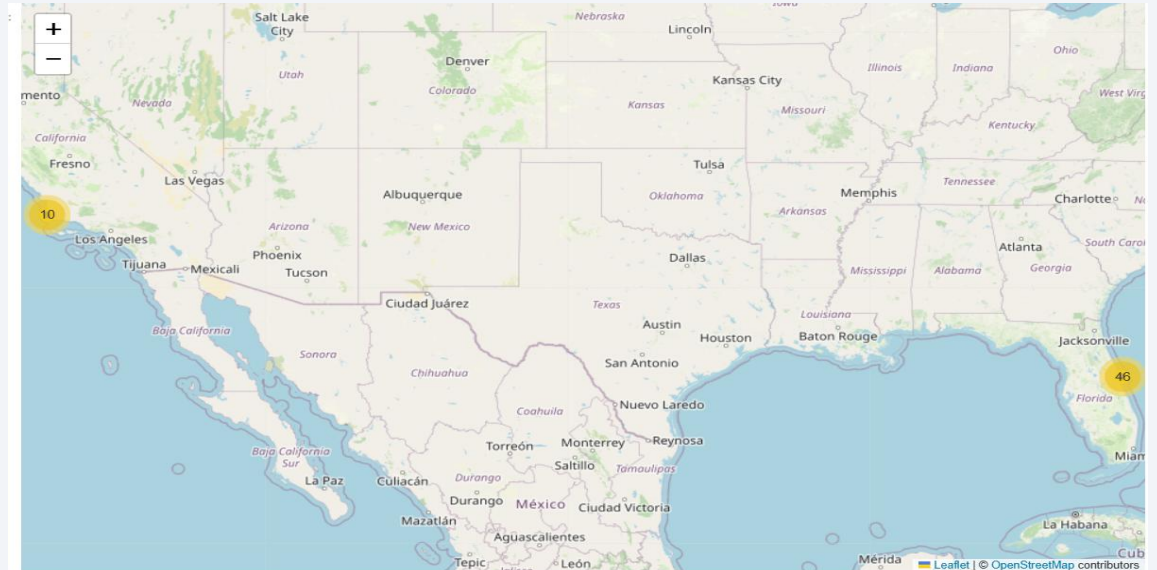 +
−
Salt Lake
City
Nebraska
Iowa
Lincoln
Ohio
Denver
Utah
Colorado
Kansas City
Illinois
Indiana
mento
Nevada
Kansas
Missouri
West Virg
California
Kentucky
Fresno
Las Vegas
Tulsa
Albuquerque
Oklahoma
Memphis
Tennessee
Charlotte
10
Arizona
New Mexico
Arkansas
Los Angeles
Phoenix
Atlanta
South Carol
Tijuana
Mexicali
Tucson
Dallas
Mississippi
Alabama
Georgia
Ciudad Juárez
Texas
Louisiana
Baja California
Austin
Houston
Baton Rouge
Jacksonville
Sonora
San Antonio
Chihuahua
46
Florida
Nuevo Laredo
Coahuila
Torreón
Monterrey
Reynosa
Baja California
Sur
Saltillo
Tamaulipas
Miam
La Paz
Culiacán
Durango
Durango
México
Ciudad Victoria
Mazatlán
La Habana
Aguascalientes
Tepic
León
Mérida
Cub
Leaflet | © OpenStreetMap contributors